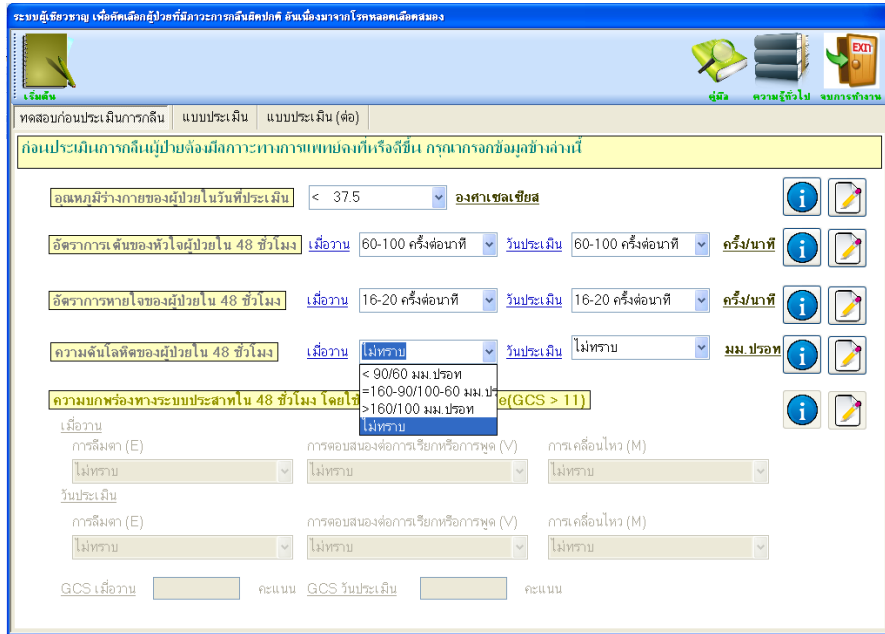 ระบบผู้เชี่ยวชาญ เพื่อคัดเลือกผู้ป่วยที่มีภาวะการกลืนผิดปกติ อันเนื่องมาจากโรคหลอดเลือดสมอง
EXIT
เริ่มต้น คู่มือ ความรู้ทั่วไป จบการทำงาน
ทดสอบก่อนประเมินการกลืน แบบประเมิน แบบประเมิน (ต่อ)
ก่อนประเมินการกลืนผู้ป่วยต้องมีสภาวะทางการแพทย์คงที่หรือดีขึ้น กรุณากรอกข้อมูลข้างล่างนี้
อุณหภูมิร่างกายของผู้ป่วยในวันที่ประเมิน < 37.5 องศาเซลเซียส
อัตราการเต้นของหัวใจผู้ป่วยใน 48 ชั่วโมง เมื่อวาน 60-100 ครั้งต่อนาที วันประเมิน 60-100 ครั้งต่อนาที ครั้ง/นาที
อัตราการหายใจของผู้ป่วยใน 48 ชั่วโมง เมื่อวาน 16-20 ครั้งต่อนาที วันประเมิน 16-20 ครั้งต่อนาที ครั้ง/นาที
ความดันโลหิตของผู้ป่วยใน 48 ชั่วโมง เมื่อวาน ไม่ทราบ วันประเมิน ไม่ทราบ มม.ปรอท
< 90/60 มม.ปรอท
=160-90/100-60 มม.ป
>160/100 มม.ปรอท
ไม่ทราบ
ความบกพร่องทางระบบประสาทใน 48 ชั่วโมง โดยใช้ e(GCS > 11)
เมื่อวาน
การลืมตา (E) การตอบสนองต่อการเรียกหรือการพูด (V) การเคลื่อนไหว (M)
ไม่ทราบ ไม่ทราบ ไม่ทราบ
วันประเมิน
การลืมตา (E) การตอบสนองต่อการเรียกหรือการพูด (V) การเคลื่อนไหว (M)
ไม่ทราบ ไม่ทราบ ไม่ทราบ
GCS เมื่อวาน คะแนน GCS วันประเมิน คะแนน